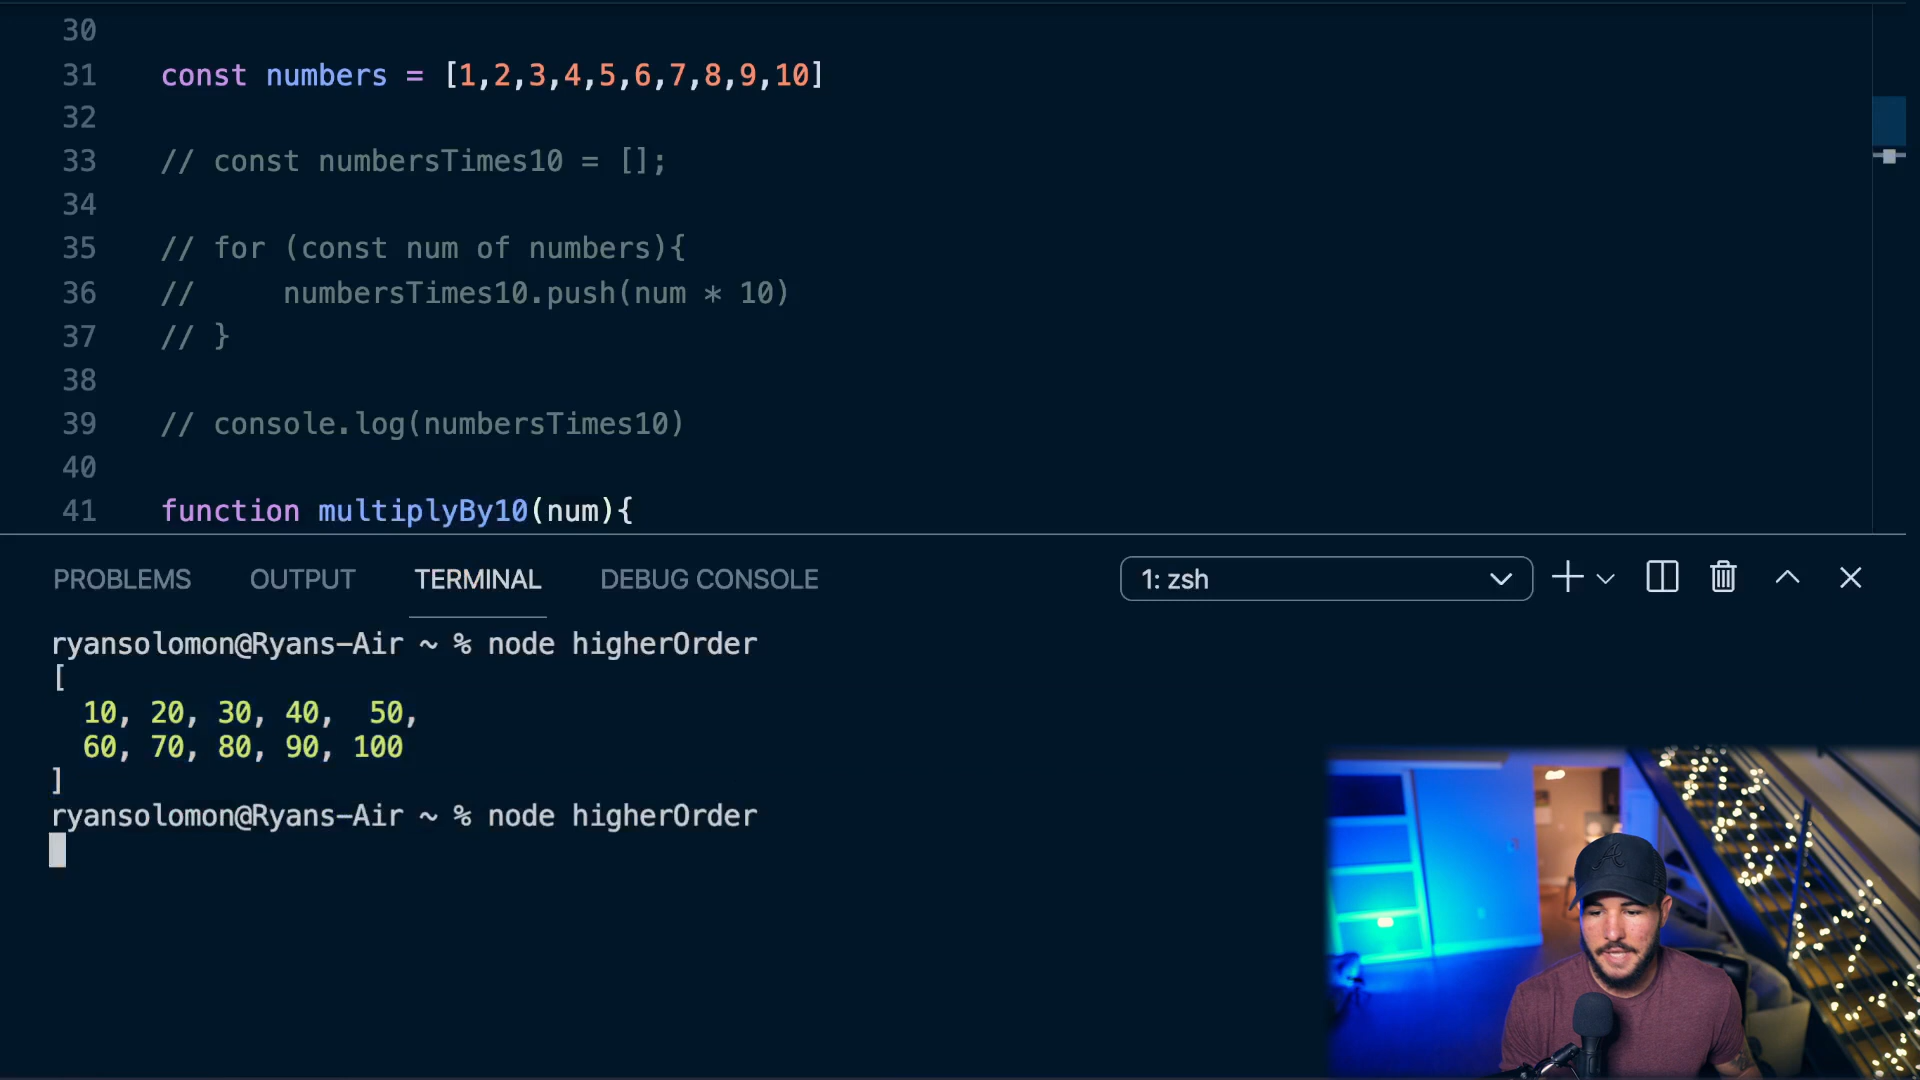 30
31 const numbers = [1,2,3,4,5,6,7,8,9,10]
32
33 // const numbersTimes10 = [];
34
35 // for (const num of numbers){
36 //     numbersTimes10.push(num * 10)
37 // }
38
39 // console.log(numbersTimes10)
40
41 function multiplyBy10(num){
PROBLEMS OUTPUT TERMINAL DEBUG CONSOLE 1: zsh
ryansolomon@Ryans-Air ~ % node higherOrder
[
  10, 20, 30, 40,  50,
  60, 70, 80, 90, 100
]
ryansolomon@Ryans-Air ~ % node higherOrder